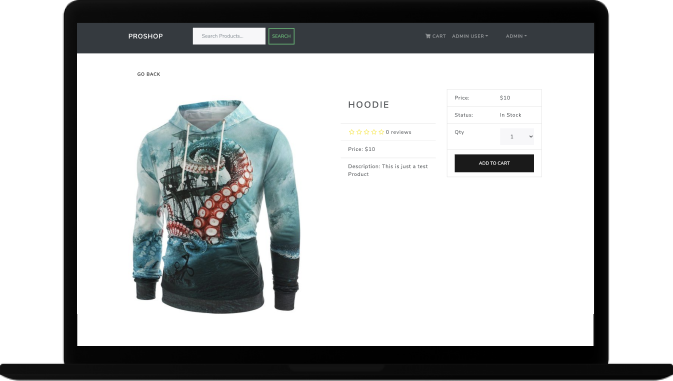 PROSHOP
Search Products...
SEARCH
CART
ADMIN USER
ADMIN
GO BACK
HOODIE
0 reviews
Price: $10
Description: This is just a test
Product
Price: $10
Status: In Stock
Qty 1
ADD TO CART